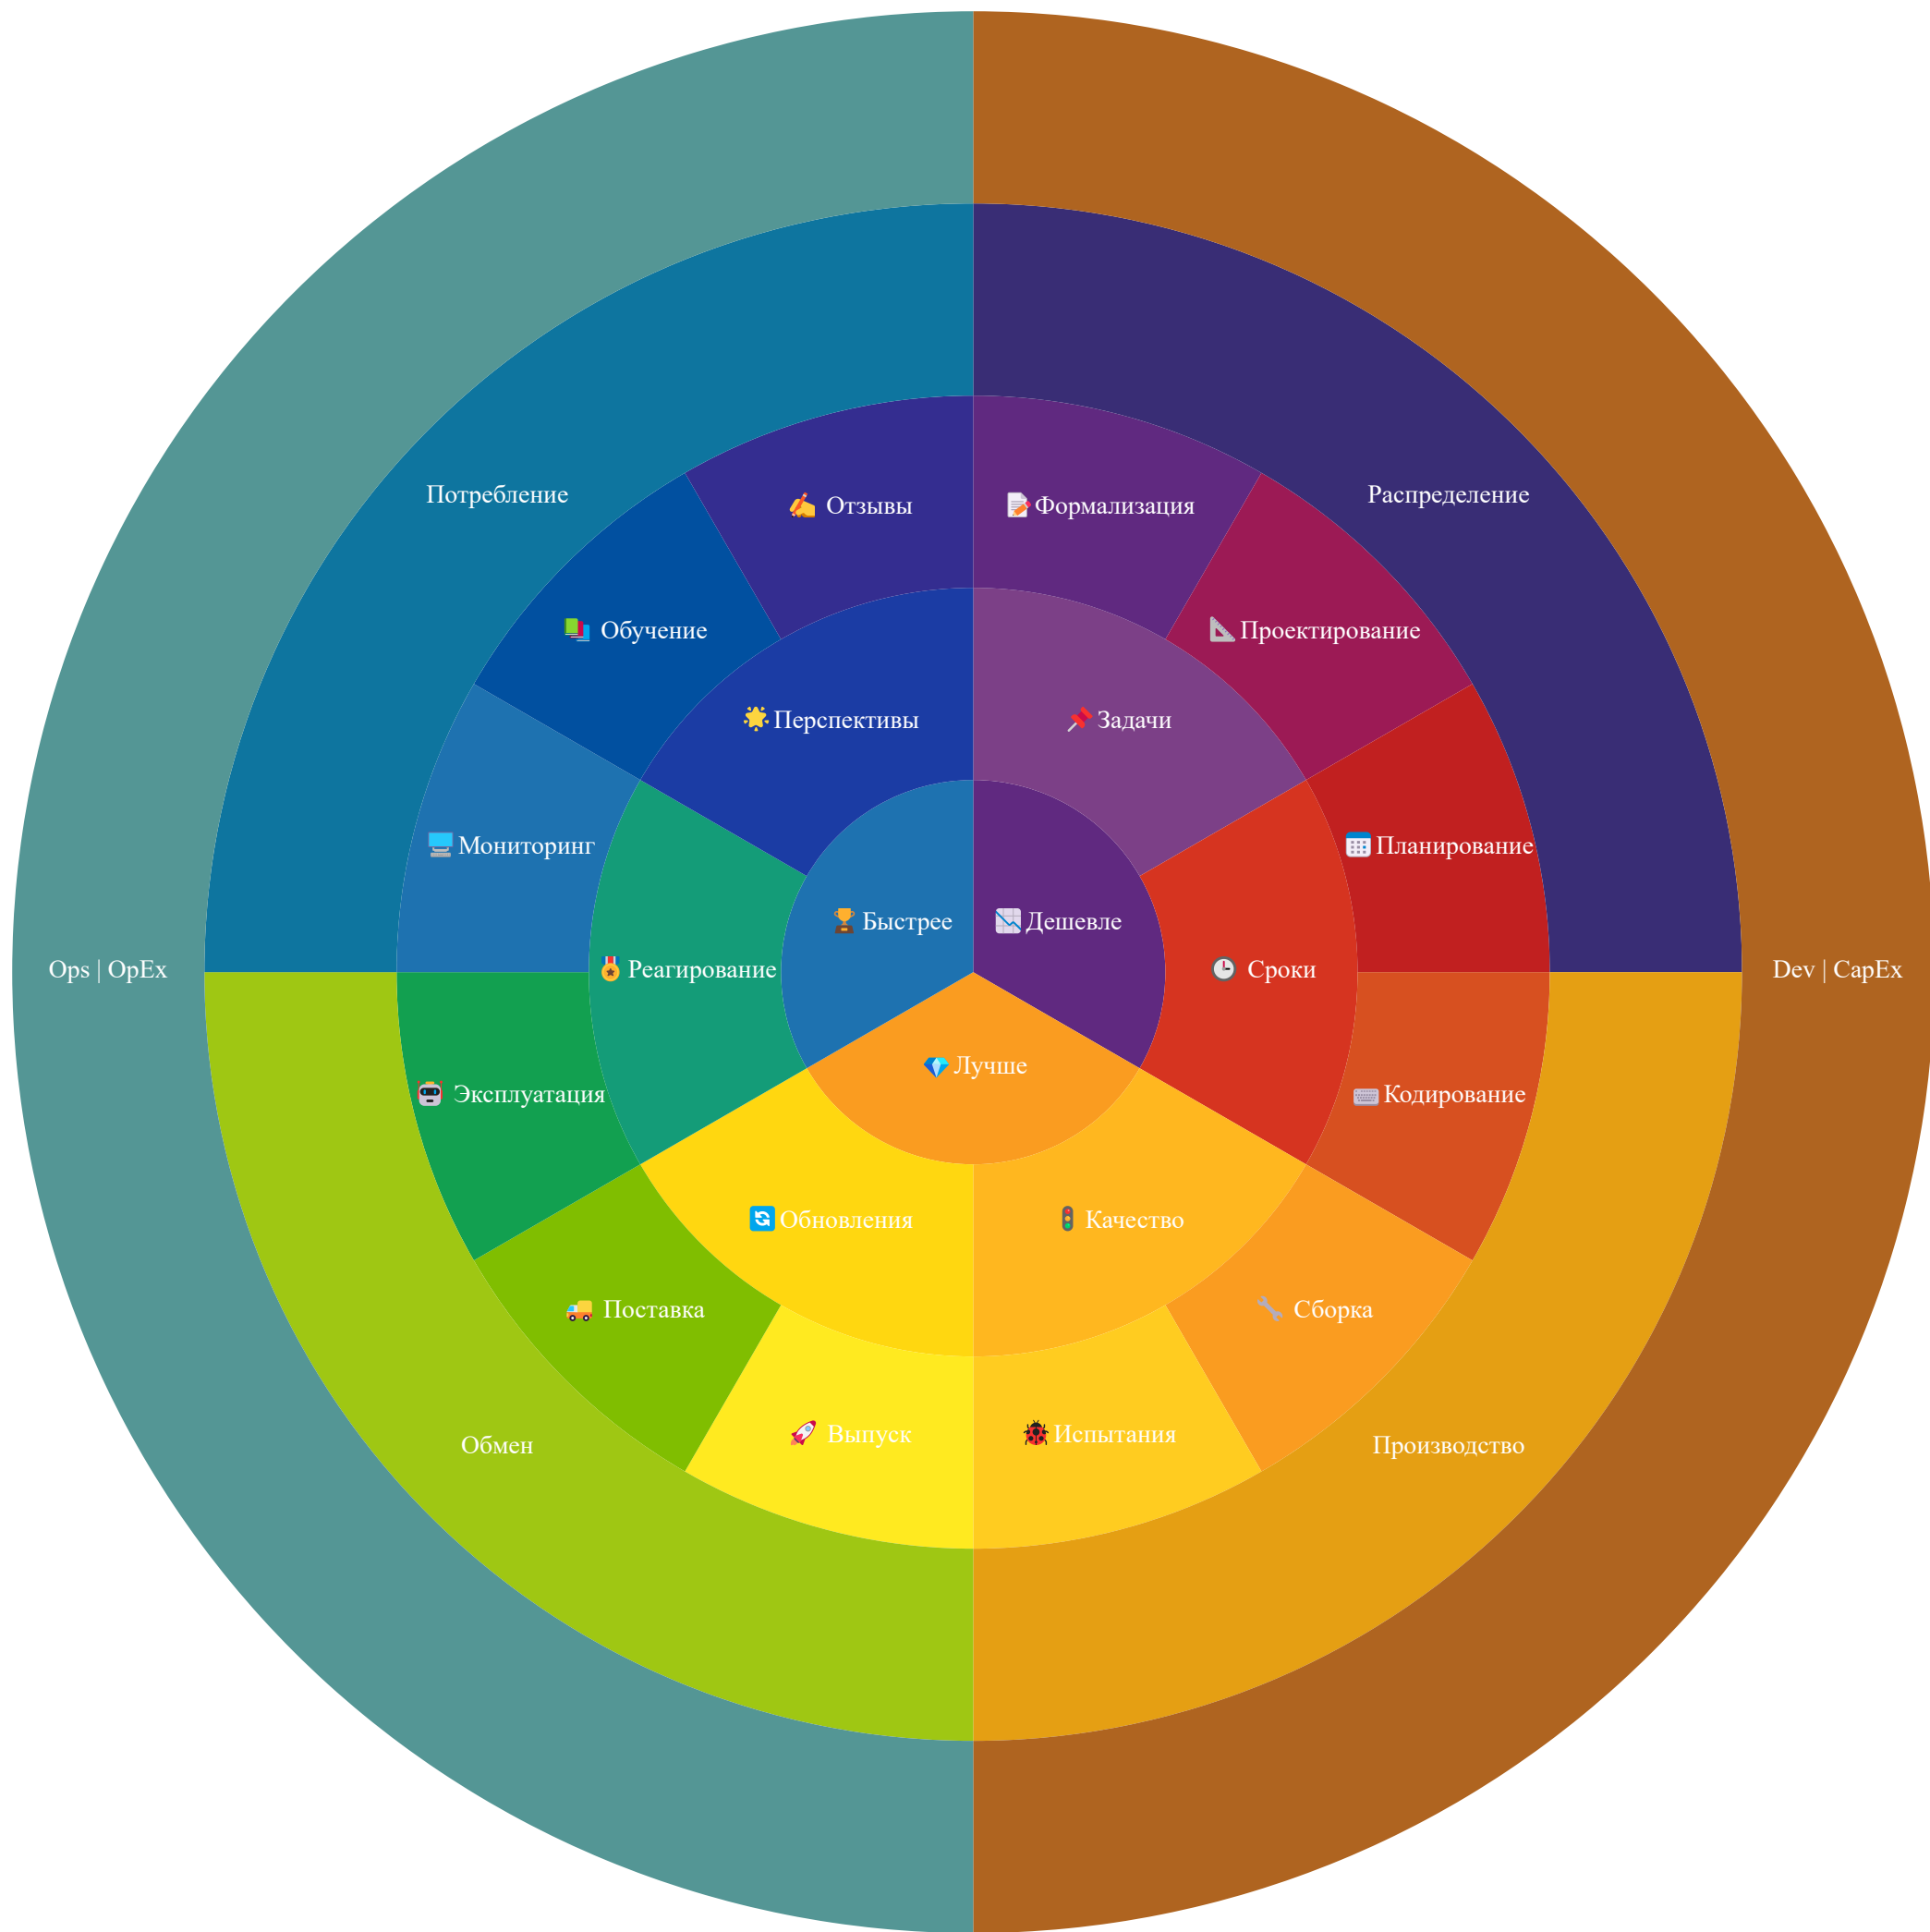 Потребление
Распределение
✍️ Отзывы
📝Формализация
📚 Обучение
📐Проектирование
🌟Перспективы
📌Задачи
🖥️Мониторинг
📅Планирование
🏆Быстрее
📉Дешевле
Ops | OpEx
🎖️Реагирование
🕒 Сроки
Dev | CapEx
💎Лучше
🤖 Эксплуатация
⌨️Кодирование
🔄Обновления
🚦 Качество
🚚 Поставка
🔧 Сборка
🚀 Выпуск
🐞Испытания
Обмен
Производство